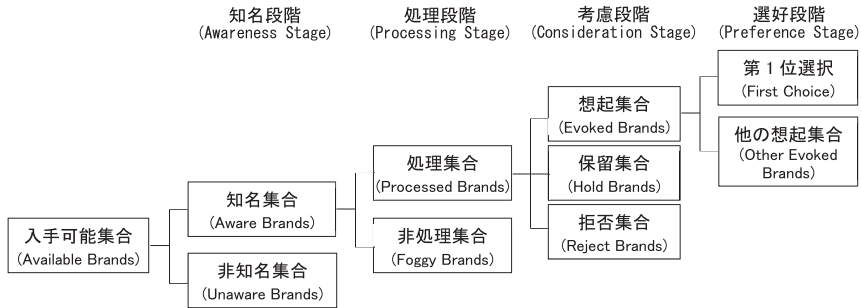 知名段階
(Awareness Stage)
処理段階
(Processing Stage)
考慮段階
(Consideration Stage)
選好段階
(Preference Stage)
入手可能集合
(Available Brands)
知名集合
(Aware Brands)
非知名集合
(Unaware Brands)
処理集合
(Processed Brands)
非処理集合
(Foggy Brands)
想起集合
(Evoked Brands)
保留集合
(Hold Brands)
拒否集合
(Reject Brands)
第1位選択
(First Choice)
他の想起集合
(Other Evoked
Brands)